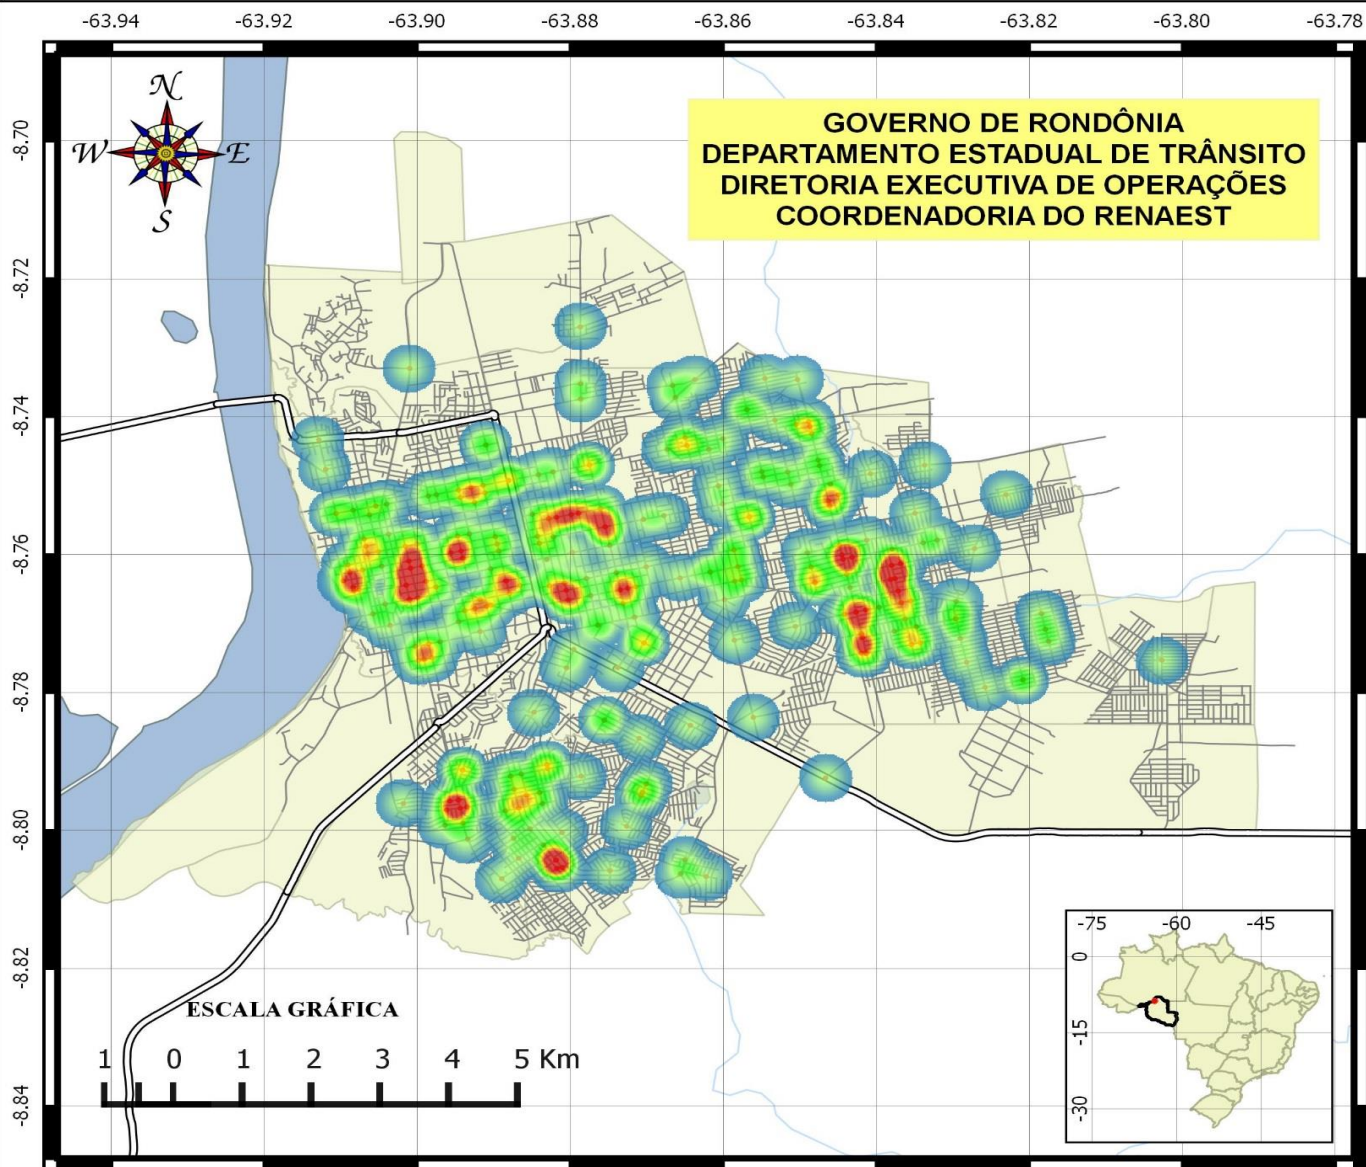 -63.94 -63.92 -63.90 -63.88 -63.86 -63.84 -63.82 -63.80 -63.78
N
W E
S
GOVERNO DE RONDÔNIA
DEPARTAMENTO ESTADUAL DE TRÂNSITO
DIRETORIA EXECUTIVA DE OPERAÇÕES
COORDENADORIA DO RENAEST
-8.70
-8.72
-8.74
-8.76
-8.78
-8.80
-8.82
-8.84
ESCALA GRÁFICA
1 0 1 2 3 4 5 Km
-75 -60 -45
0
-15
-30